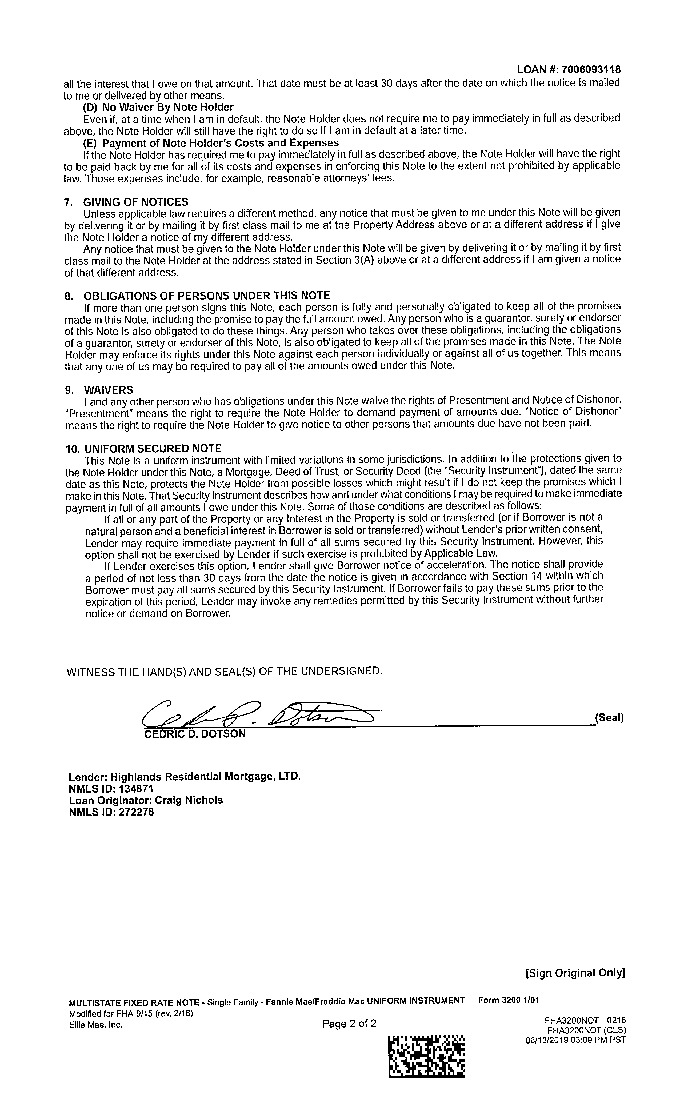 LOAN #: 7006093118
all the interest that I owe on that amount. That date must be at least 30 days after the date on which the notice is mailed
to me or delivered by other means.
(D) No Waiver By Note Holder
Even if, at a time when I am in default, the Note Holder does not require me to pay immediately in full as described
above, the Note Holder will still have the right to do so if I am in default at a later time.
(E) Payment of Note Holder's Costs and Expenses
If the Note Holder has required me to pay immediately in full as described above, the Note Holder will have the right
to be paid back by me for all of its costs and expenses in enforcing this Note to the extent not prohibited by applicable
law. Those expenses include, for example, reasonable attorneys' fees.
7. GIVING OF NOTICES
Unless applicable law requires a different method, any notice that must be given to me under this Note will be given
by delivering it or by mailing it by first class mail to me at the Property Address above or at a different address if I give
the Note Holder a notice of my different address.
Any notice that must be given to the Note Holder under this Note will be given by delivering it or by mailing it by first
class mail to the Note Holder at the address stated in Section 3(A) above or at a different address if I am given a notice
of that different address.
8. OBLIGATIONS OF PERSONS UNDER THIS NOTE
If more than one person signs this Note, each person is fully and personally obligated to keep all of the promises
made in this Note, including the promise to pay the full amount owed. Any person who is a guarantor, surety or endorser
of this Note is also obligated to do these things. Any person who takes over these obligations, including the obligations
of a guarantor, surety or endorser of this Note, is also obligated to keep all of the promises made in this Note. The Note
Holder may enforce its rights under this Note against each person individually or against all of us together. This means
that any one of us may be required to pay all of the amounts owed under this Note.
9. WAIVERS
I and any other person who has obligations under this Note waive the rights of Presentment and Notice of Dishonor.
"Presentment" means the right to require the Note Holder to demand payment of amounts due. "Notice of Dishonor"
means the right to require the Note Holder to give notice to other persons that amounts due have not been paid.
10. UNIFORM SECURED NOTE
This Note is a uniform instrument with limited variations in some jurisdictions. In addition to the protections given to
the Note Holder under this Note, a Mortgage, Deed of Trust, or Security Deed (the "Security Instrument"), dated the same
date as this Note, protects the Note Holder from possible losses which might result if I do not keep the promises which I
make in this Note. That Security Instrument describes how and under what conditions I may be required to make immediate
payment in full of all amounts I owe under this Note. Some of those conditions are described as follows:
If all or any part of the Property or any Interest in the Property is sold or transferred (or if Borrower is not a
natural person and a beneficial interest in Borrower is sold or transferred) without Lender's prior written consent,
Lender may require immediate payment in full of all sums secured by this Security Instrument. However, this
option shall not be exercised by Lender if such exercise is prohibited by Applicable Law.
If Lender exercises this option, Lender shall give Borrower notice of acceleration. The notice shall provide
a period of not less than 30 days from the date the notice is given in accordance with Section 14 within which
Borrower must pay all sums secured by this Security Instrument. If Borrower fails to pay these sums prior to the
expiration of this period, Lender may invoke any remedies permitted by this Security Instrument without further
notice or demand on Borrower.
WITNESS THE HAND(S) AND SEAL(S) OF THE UNDERSIGNED.
(Seal)
CEDRIC D. DOTSON
Lender: Highlands Residential Mortgage, LTD.
NMLS ID: 134871
Loan Originator: Craig Nichols
NMLS ID: 272276
[Sign Original Only]
MULTISTATE FIXED RATE NOTE - Single Family - Fannie Mae/Freddie Mac UNIFORM INSTRUMENT Form 3200 1/01
Modified for FHA 9/15 (rev. 2/16)
Ellie Mae, Inc.
Page 2 of 2
FHA3200NOT 0216
FHA3200NOT (CLS)
06/13/2019 03:09 PM PST